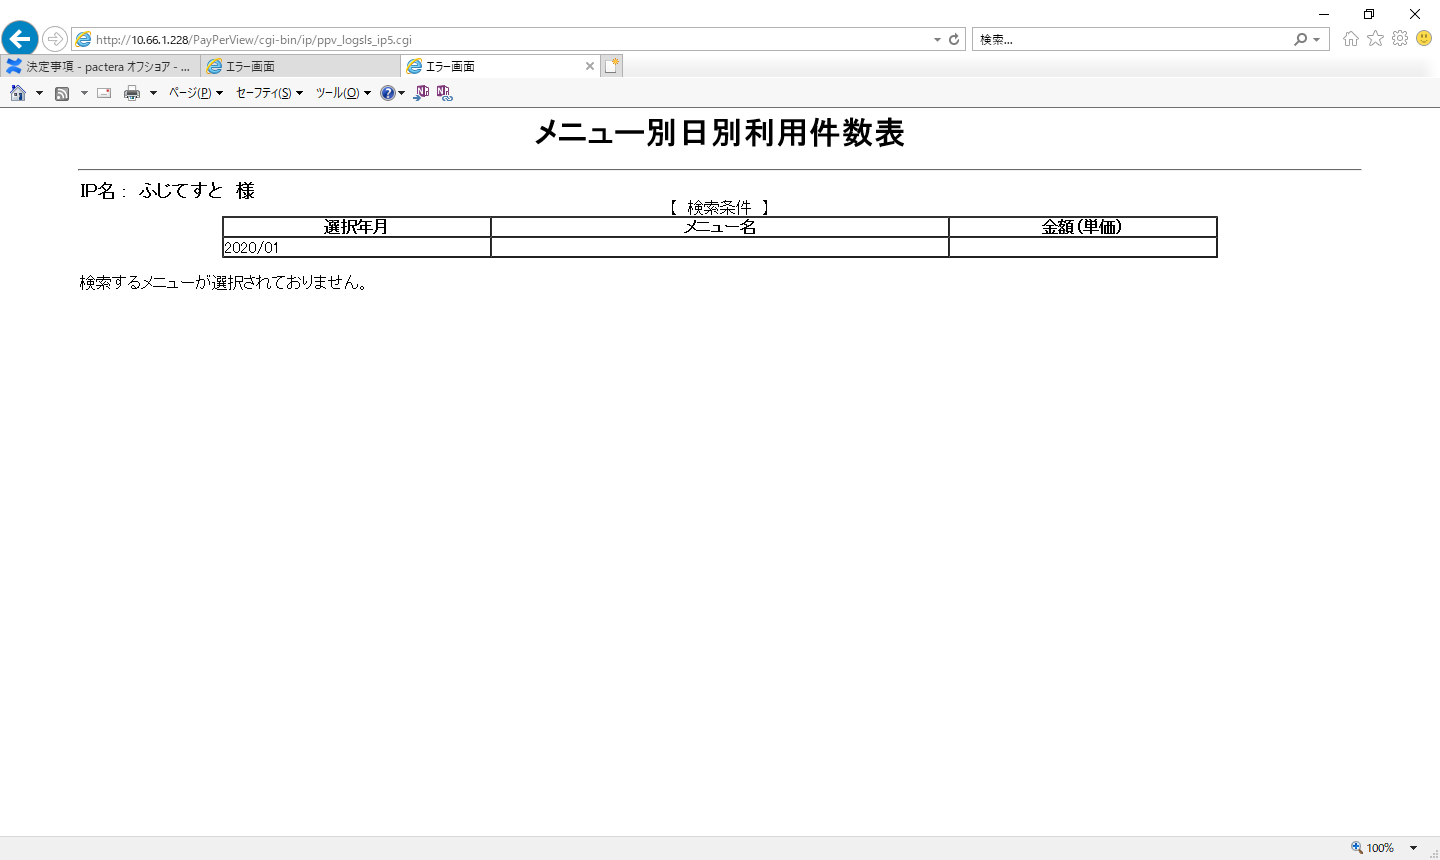 http://10.66.1.228/PayPerView/cgi-bin/ip/ppv_logsls_ip5.cgi
検索...
決定事項 - pactera オフショア - ...
エラー画面
エラー画面
ページ(P)
セーフティ(S)
ツール(O)
メニュー別日別利用件数表
IP名： ふじてすと 様
【 検索条件 】
選択年月 メニュー名 金額(単価)
2020/01
検索するメニューが選択されておりません。
100%